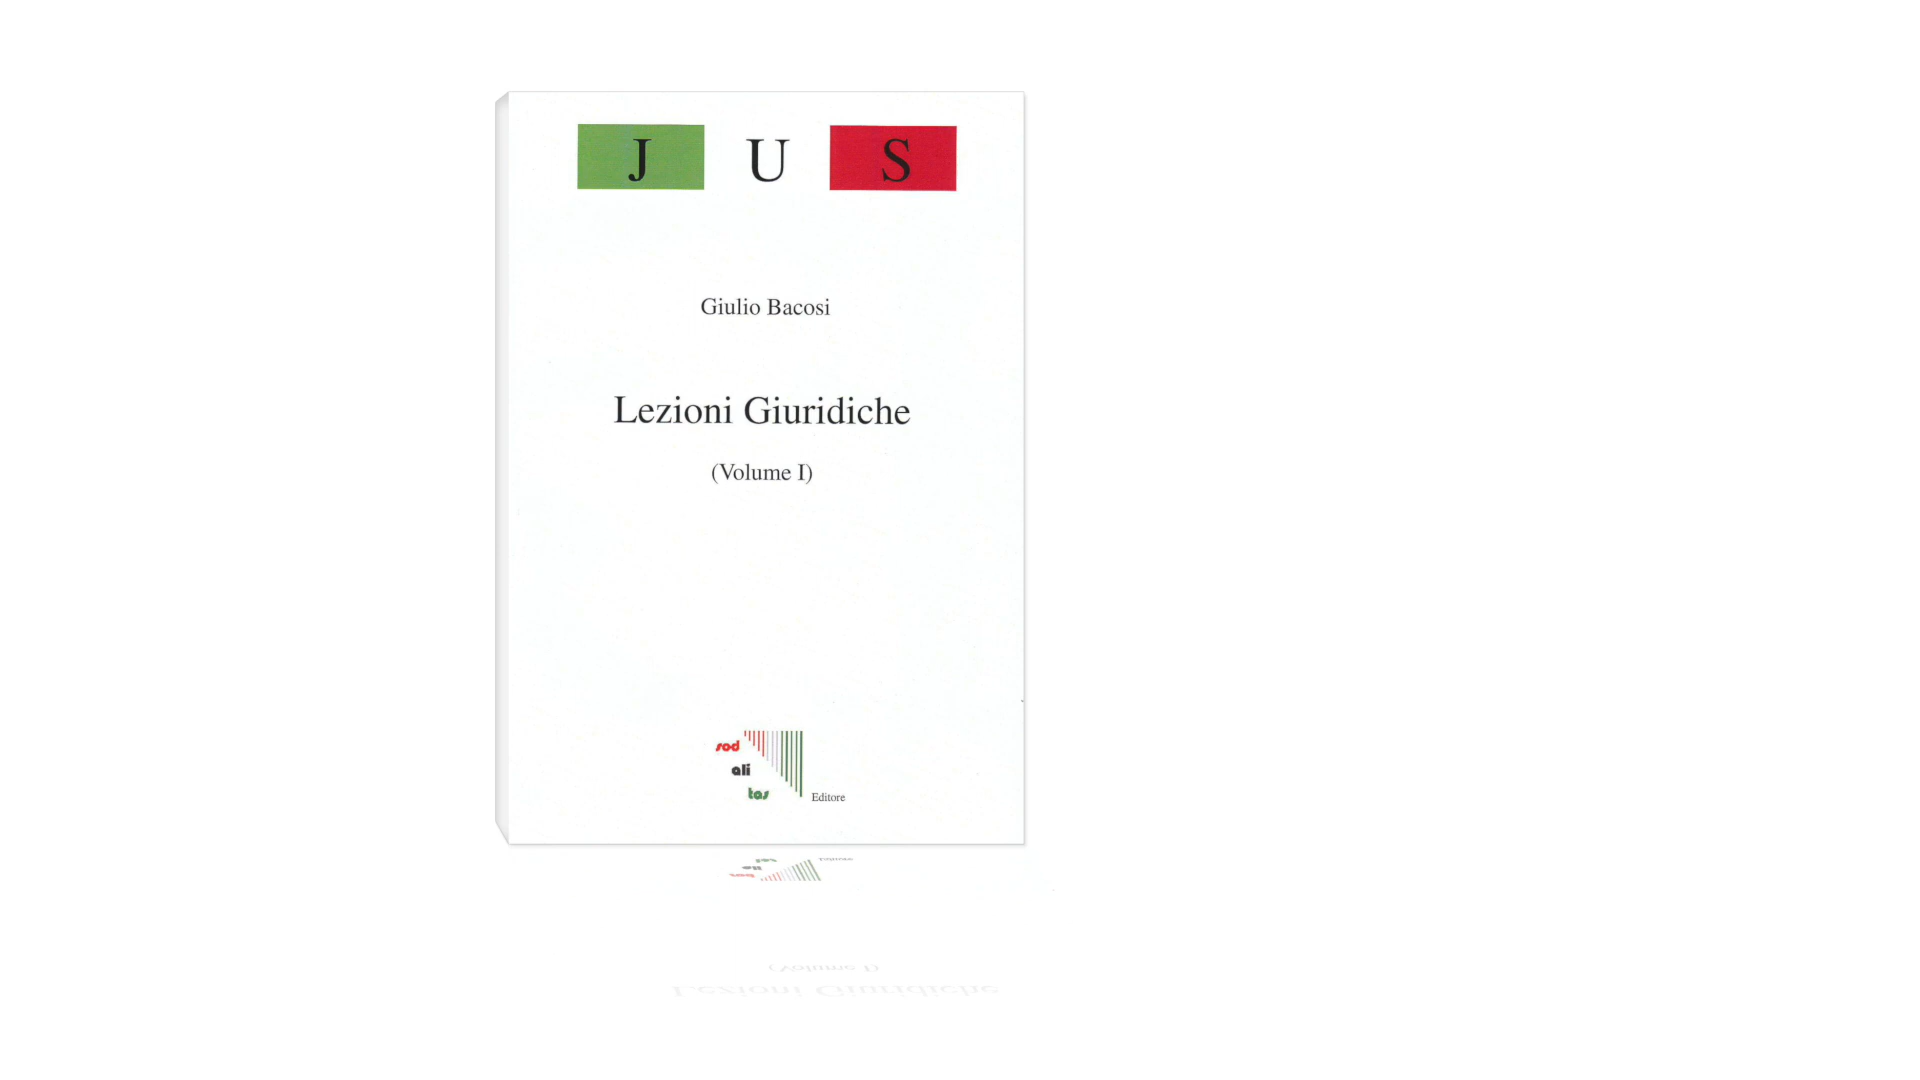 J U S
Giulio Bacosi
Lezioni Giuridiche
(Volume I)
sod
ali
tas
Editore